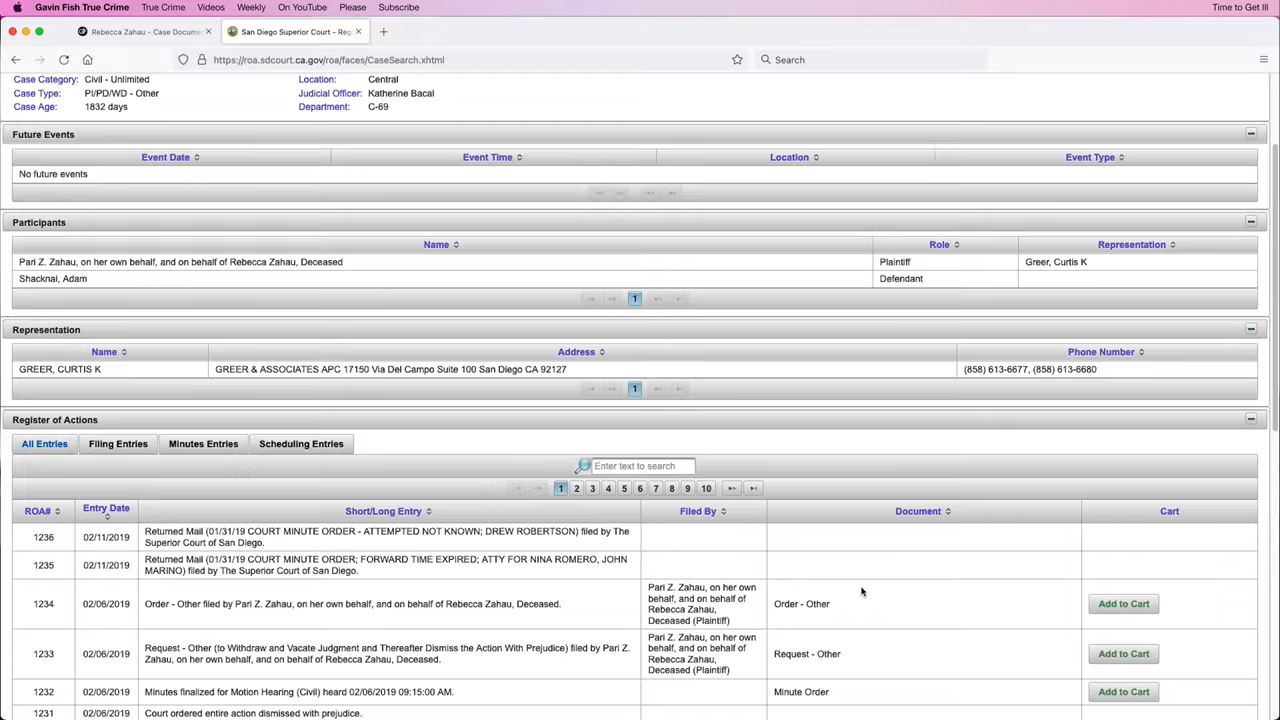 Gavin Fish True Crime True Crime Videos Weekly On YouTube Please Subscribe Time to Get Ill
Rebecca Zahau - Case Docume San Diego Superior Court - Reg
https://roa.sdcourt.ca.gov/roa/faces/CaseSearch.xhtml Search
Case Category: Civil - Unlimited Location: Central
Case Type: PI/PD/WD - Other Judicial Officer: Katherine Bacal
Case Age: 1832 days Department: C-69
Future Events
Event Date Event Time Location Event Type
No future events
Participants
Name Role Representation
Pari Z. Zahau, on her own behalf, and on behalf of Rebecca Zahau, Deceased Plaintiff Greer, Curtis K
Shacknai, Adam Defendant
1
Representation
Name Address Phone Number
GREER, CURTIS K GREER & ASSOCIATES APC 17150 Via Del Campo Suite 100 San Diego CA 92127 (858) 613-6677, (858) 613-6680
1
Register of Actions
All Entries Filing Entries Minutes Entries Scheduling Entries
Enter text to search
1 2 3 4 5 6 7 8 9 10
ROA# Entry Date Short/Long Entry Filed By Document Cart
1236 02/11/2019 Returned Mail (01/31/19 COURT MINUTE ORDER - ATTEMPTED NOT KNOWN; DREW ROBERTSON) filed by The
Superior Court of San Diego.
1235 02/11/2019 Returned Mail (01/31/19 COURT MINUTE ORDER; FORWARD TIME EXPIRED; ATTY FOR NINA ROMERO, JOHN
MARINO) filed by The Superior Court of San Diego.
1234 02/06/2019 Order - Other filed by Pari Z. Zahau, on her own behalf, and on behalf of Rebecca Zahau, Deceased.
Pari Z. Zahau, on her own
behalf, and on behalf of
Rebecca Zahau,
Deceased (Plaintiff)
Order - Other Add to Cart
1233 02/06/2019 Request - Other (to Withdraw and Vacate Judgment and Thereafter Dismiss the Action With Prejudice) filed by Pari Z.
Zahau, on her own behalf, and on behalf of Rebecca Zahau, Deceased.
Pari Z. Zahau, on her own
behalf, and on behalf of
Rebecca Zahau,
Deceased (Plaintiff)
Request - Other Add to Cart
1232 02/06/2019 Minutes finalized for Motion Hearing (Civil) heard 02/06/2019 09:15:00 AM. Minute Order Add to Cart
1231 02/06/2019 Court ordered entire action dismissed with prejudice.